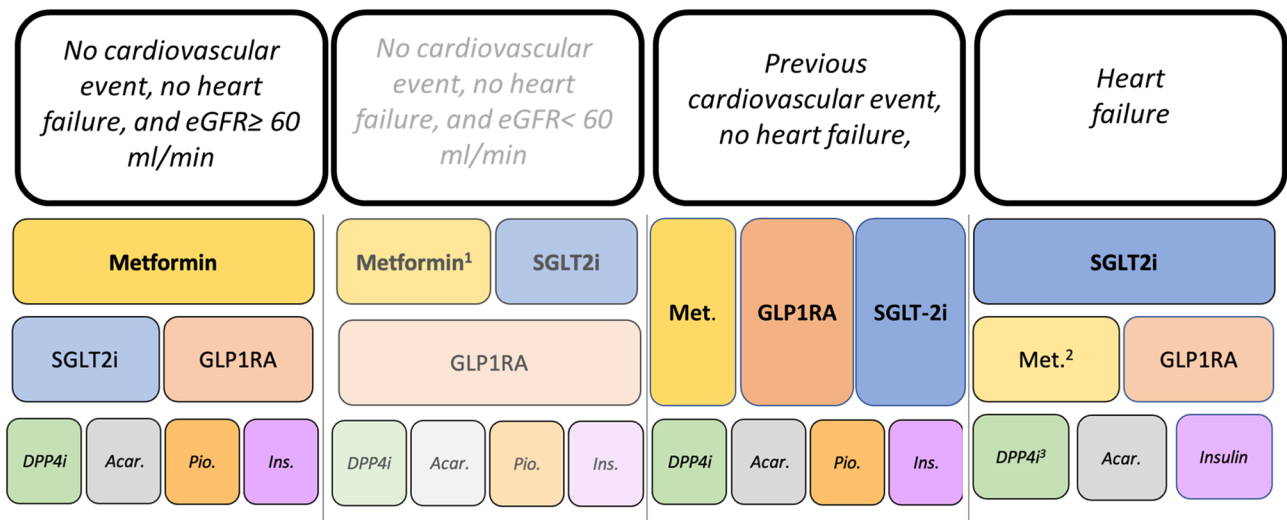 No cardiovascular
event, no heart
failure, and eGFR≥ 60
ml/min
No cardiovascular
event, no heart
failure, and eGFR< 60
ml/min
Previous
cardiovascular event,
no heart failure,
Heart
failure
Metformin
SGLT2i
GLP1RA
DPP4i
Acar.
Pio.
Ins.
Metformin¹
SGLT2i
GLP1RA
DPP4i
Acar.
Pio.
Ins.
Met.
GLP1RA
SGLT-2i
DPP4i
Acar.
Pio.
Ins.
SGLT2i
Met.²
GLP1RA
DPP4i³
Acar.
Insulin